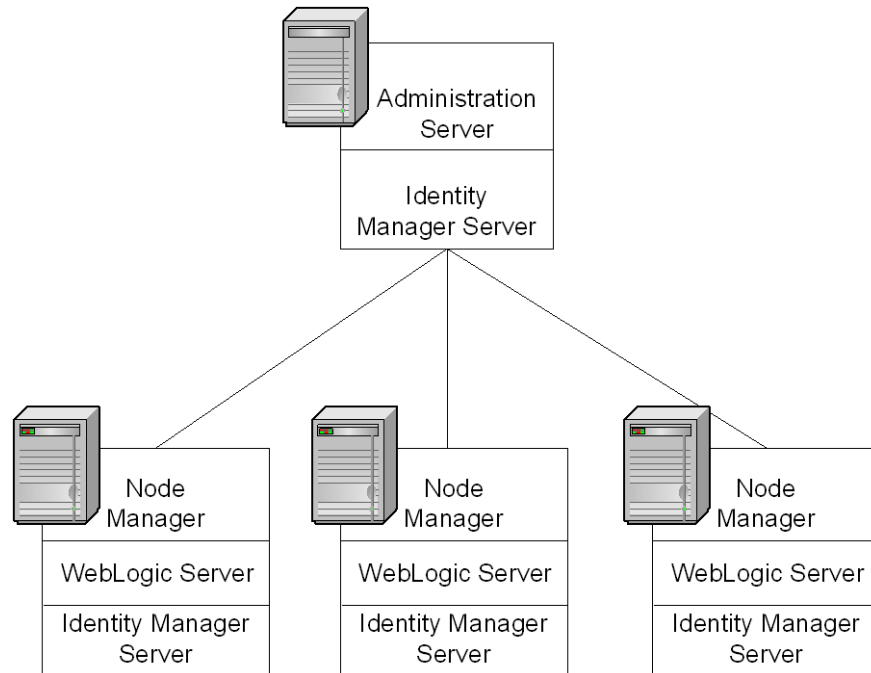 Administration
Server
Identity
Manager Server
Node
Manager
WebLogic Server
Identity Manager
Server
Node
Manager
WebLogic Server
Identity Manager
Server
Node
Manager
WebLogic Server
Identity Manager
Server